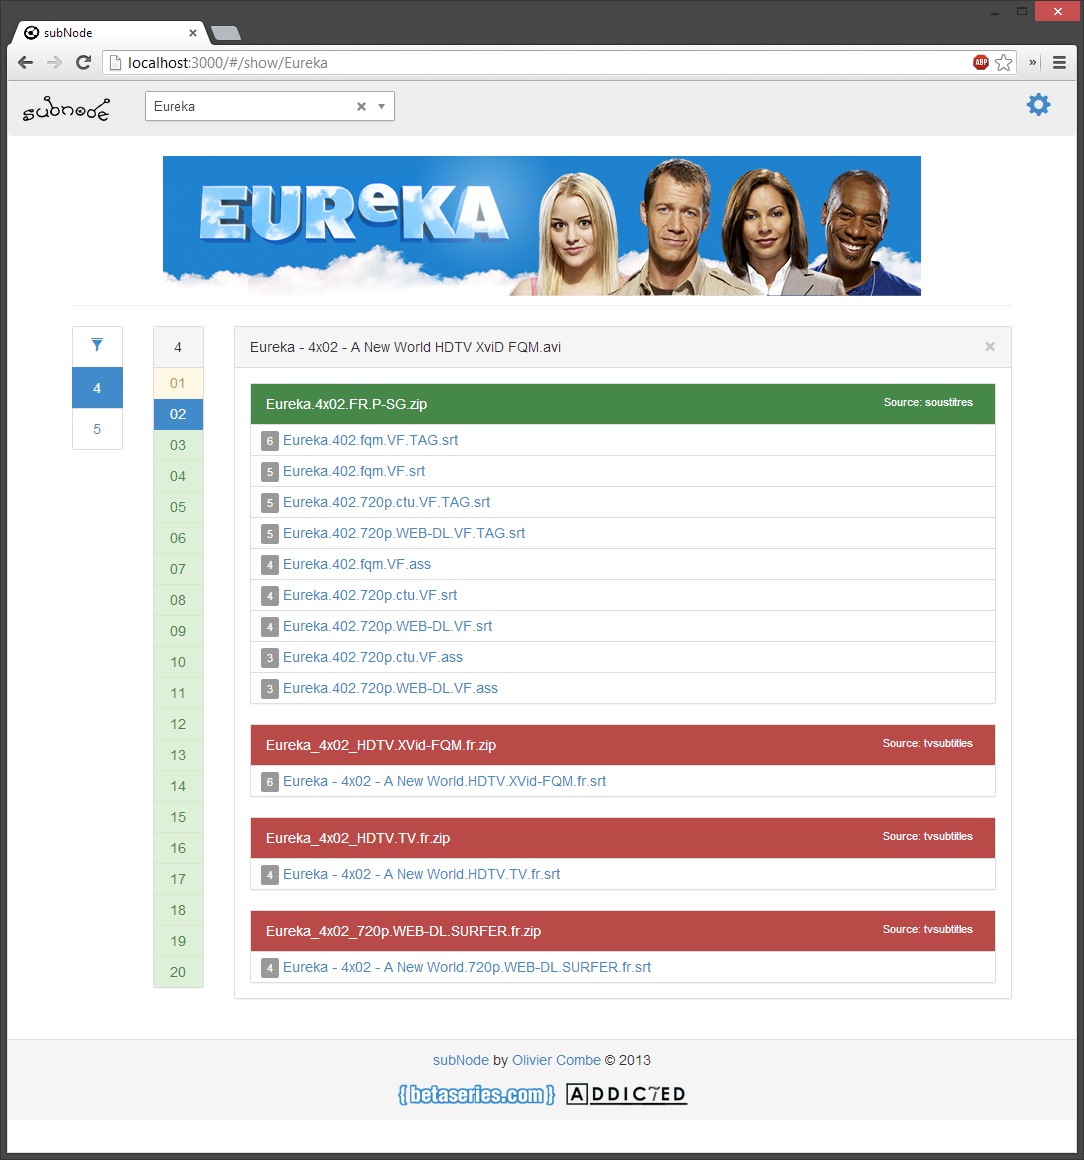 subNode
localhost:3000/#/show/Eureka
ABP
»
subnode
Eureka
EUReKA
4
5
4
01
02
03
04
05
06
07
08
09
10
11
12
13
14
15
16
17
18
19
20
Eureka - 4x02 - A New World HDTV XviD FQM.avi
Eureka.4x02.FR.P-SG.zip Source: soustitres
6 Eureka.402.fqm.VF.TAG.srt
5 Eureka.402.fqm.VF.srt
5 Eureka.402.720p.ctu.VF.TAG.srt
5 Eureka.402.720p.WEB-DL.VF.TAG.srt
4 Eureka.402.fqm.VF.ass
4 Eureka.402.720p.ctu.VF.srt
4 Eureka.402.720p.WEB-DL.VF.srt
3 Eureka.402.720p.ctu.VF.ass
3 Eureka.402.720p.WEB-DL.VF.ass
Eureka_4x02_HDTV.XVid-FQM.fr.zip Source: tvsubtitles
6 Eureka - 4x02 - A New World.HDTV.XVid-FQM.fr.srt
Eureka_4x02_HDTV.TV.fr.zip Source: tvsubtitles
4 Eureka - 4x02 - A New World.HDTV.TV.fr.srt
Eureka_4x02_720p.WEB-DL.SURFER.fr.zip Source: tvsubtitles
4 Eureka - 4x02 - A New World.720p.WEB-DL.SURFER.fr.srt
subNode by Olivier Combe © 2013
{betaseries.com} ADDIC7ED